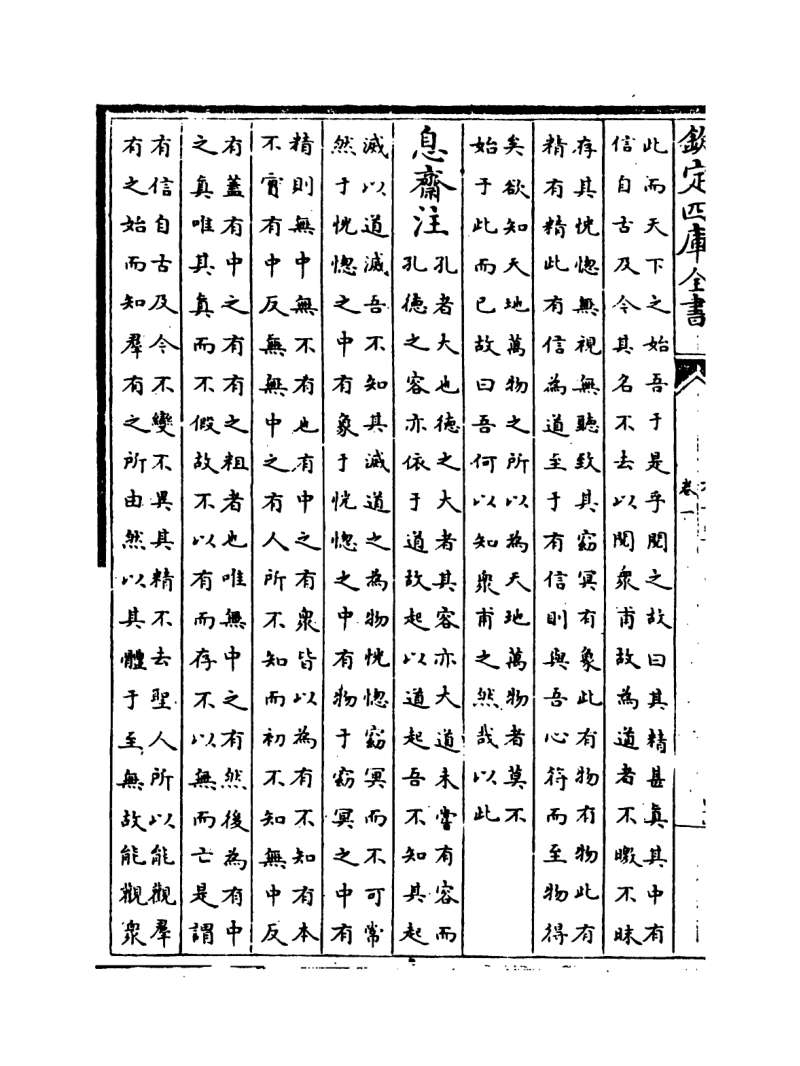 欽定四庫全書
卷一
此而天下之始吾于是乎閱之故曰其精甚真其中有
信自古及今其名不去以閱衆甫故為道者不曒不昧
存其恍惚無視無聽致其窈冥有象此有物有物此有
精有精此有信為道至于有信則與吾心符而至物得
矣欲知天地萬物之所以為天地萬物者莫不
始于此而已故曰吾何以知衆甫之然哉以此
息齋注
孔者大也德之大者其容亦大道未嘗有容而
孔德之容亦依于道故起以道起吾不知其起
滅以道滅吾不知其滅道之為物恍惚窈冥而不可常
然于恍惚之中有象于恍惚之中有物于窈冥之中有
精則無中無不有也有中之有衆皆以為有不知有本
不實有中反無無中之有人所不知而初不知無中反
有蓋有中之有有之粗者也唯無中之有然後為有中
之真唯其真而不假故不以有而存不以無而亡是謂
有信自古及今不變不異其精不去聖人所以能觀羣
有之始而知羣有之所由然以其體于至無故能觀衆